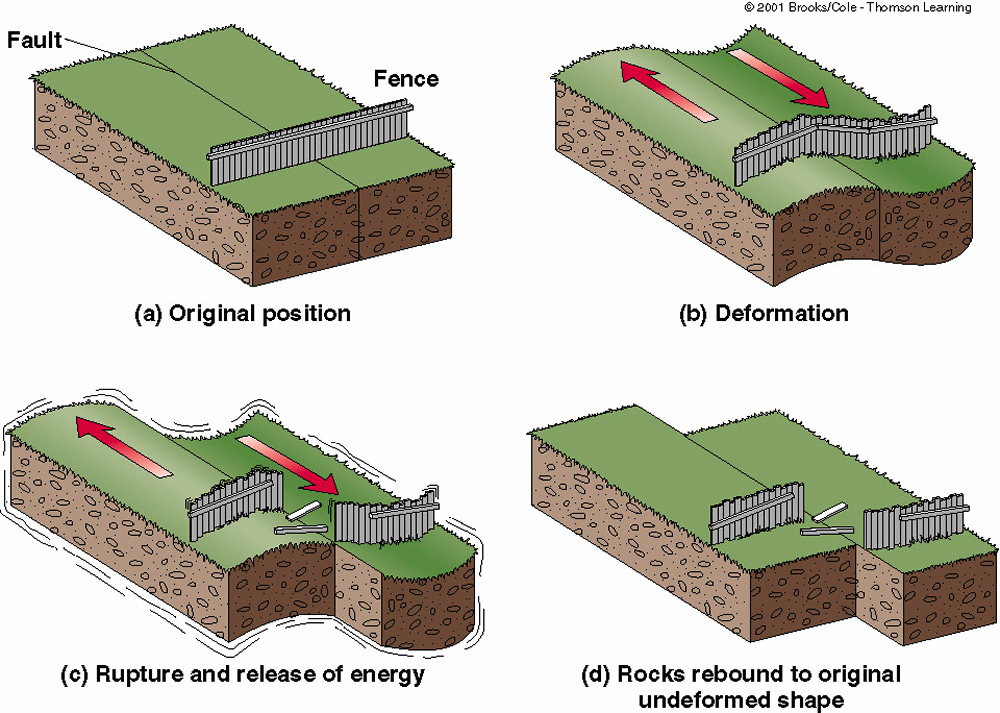 © 2001 Brooks/Cole - Thomson Learning
Fault
Fence
(a) Original position
(b) Deformation
(c) Rupture and release of energy
(d) Rocks rebound to original
undeformed shape